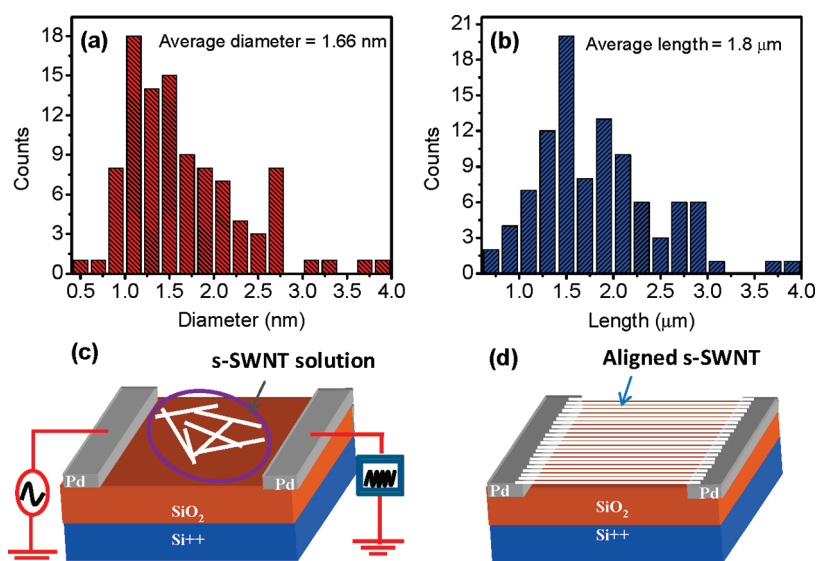 (a)
Average diameter = 1.66 nm
18
15
12
9
6
3
0
Counts
0.5 1.0 1.5 2.0 2.5 3.0 3.5 4.0
Diameter (nm)
(b)
Average length = 1.8 μm
21
18
15
12
9
6
3
0
Counts
1.0 1.5 2.0 2.5 3.0 3.5 4.0
Length (μm)
(c)
s-SWNT solution
Pd
Pd
SiO₂
Si++
(d)
Aligned s-SWNT
Pd
Pd
SiO₂
Si++